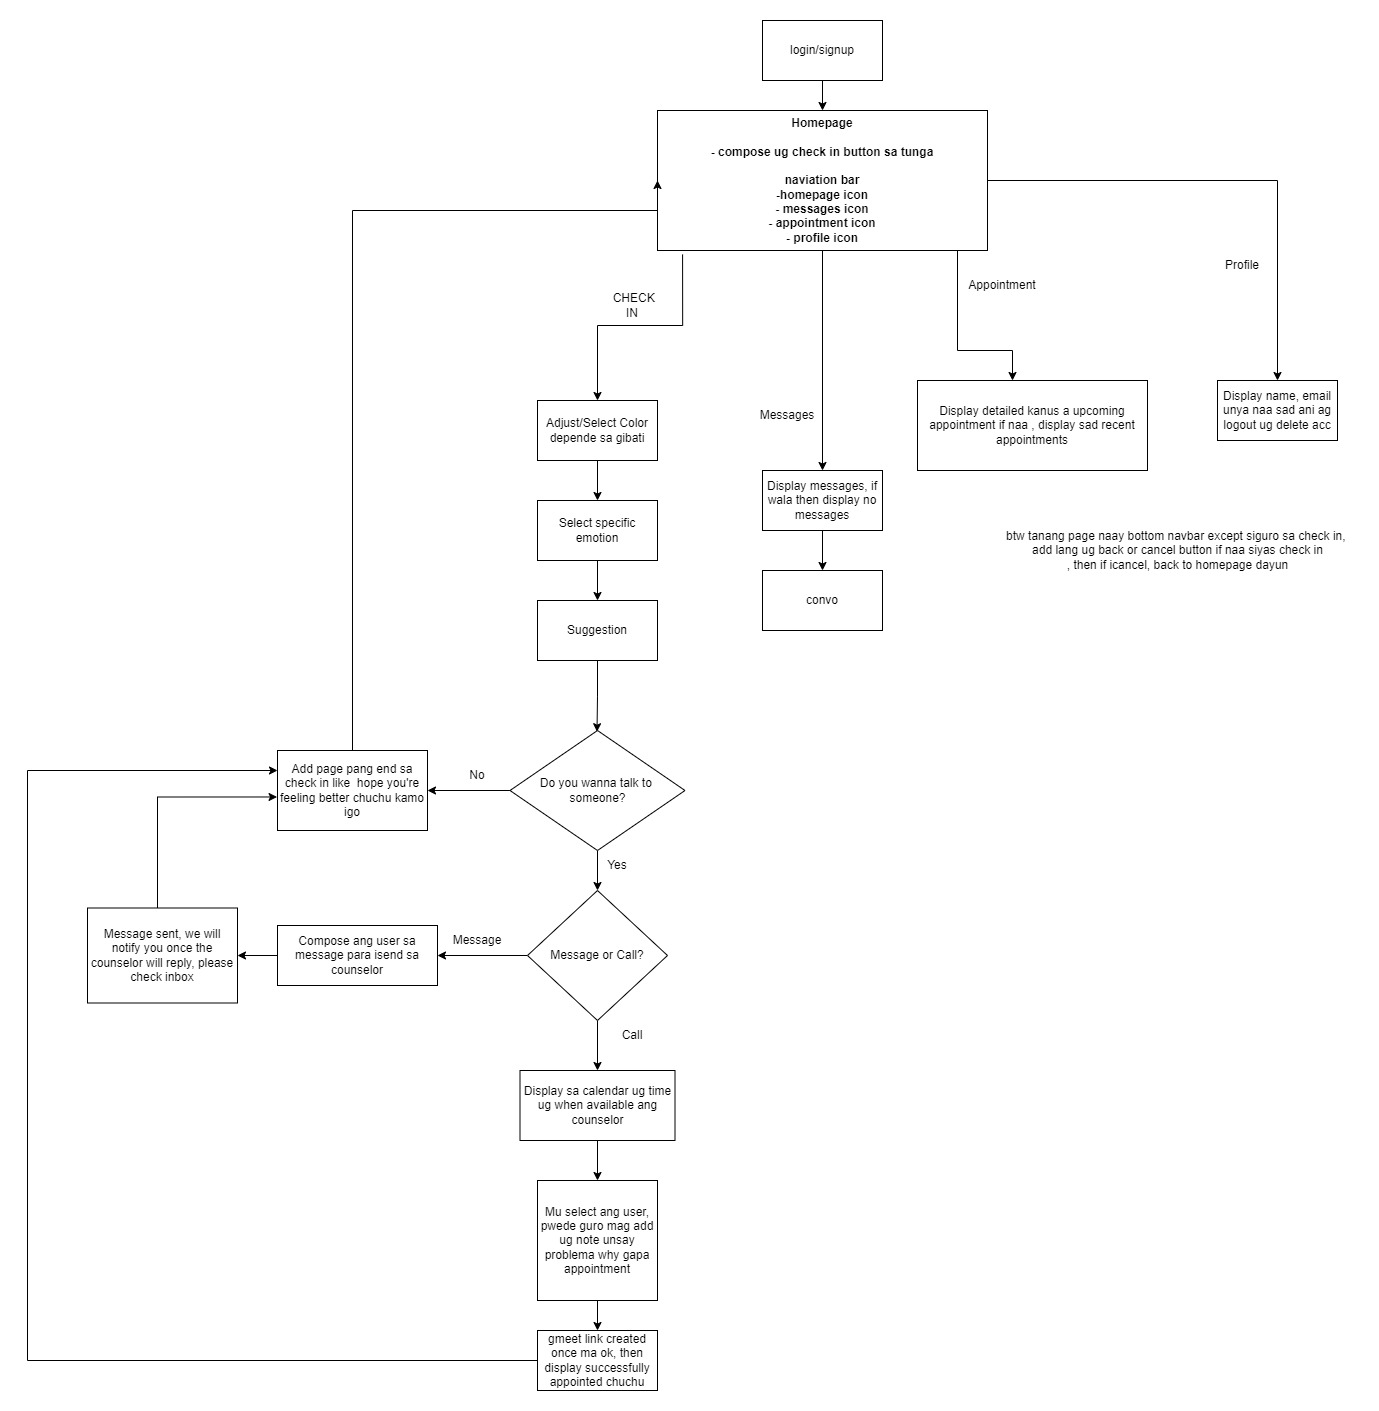 login/signup
Homepage
- compose ug check in button sa tunga
naviation bar
-homepage icon
- messages icon
- appointment icon
- profile icon
Profile
Appointment
CHECK
IN
Messages
Adjust/Select Color
depende sa gibati
Display detailed kanus a upcoming
appointment if naa , display sad recent
appointments
Display name, email
unya naa sad ani ag
logout ug delete acc
Display messages, if
wala then display no
messages
Select specific
emotion
btw tanang page naay bottom navbar except siguro sa check in,
add lang ug back or cancel button if naa siyas check in
, then if icancel, back to homepage dayun
convo
Suggestion
Add page pang end sa
check in like  hope you're
feeling better chuchu kamo
igo
No
Do you wanna talk to
someone?
Yes
Message sent, we will
notify you once the
counselor will reply, please
check inbox
Compose ang user sa
message para isend sa
counselor
Message
Message or Call?
Call
Display sa calendar ug time
ug when available ang
counselor
Mu select ang user,
pwede guro mag add
ug note unsay
problema why gapa
appointment
gmeet link created
once ma ok, then
display successfully
appointed chuchu